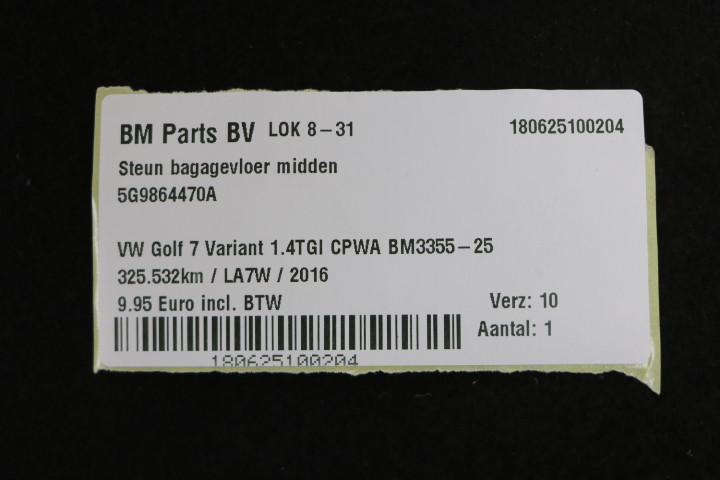 BM Parts BV LOK 8-31 180625100204
Steun bagagevloer midden
5G9864470A
VW Golf 7 Variant 1.4TGI CPWA BM3355-25
325.532km / LA7W / 2016
9.95 Euro incl. BTW Verz: 10
Aantal: 1
180625100204